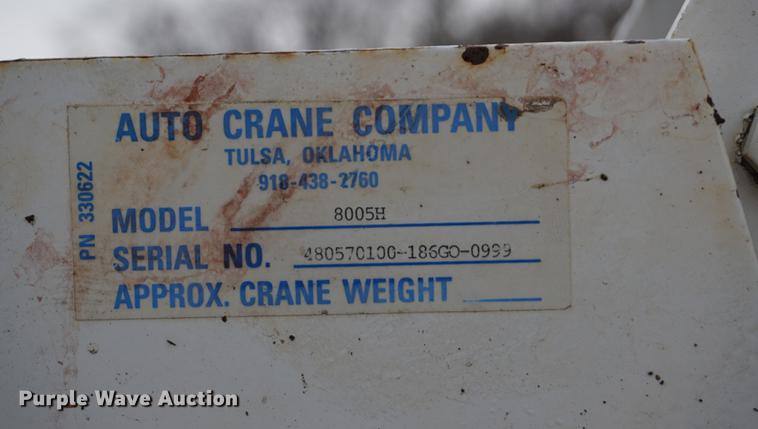 AUTO CRANE COMPANY
TULSA, OKLAHOMA
918-438-2760
PN 330622
MODEL 8005H
SERIAL NO. 480570100-186GO-0999
APPROX. CRANE WEIGHT
Purple Wave Auction